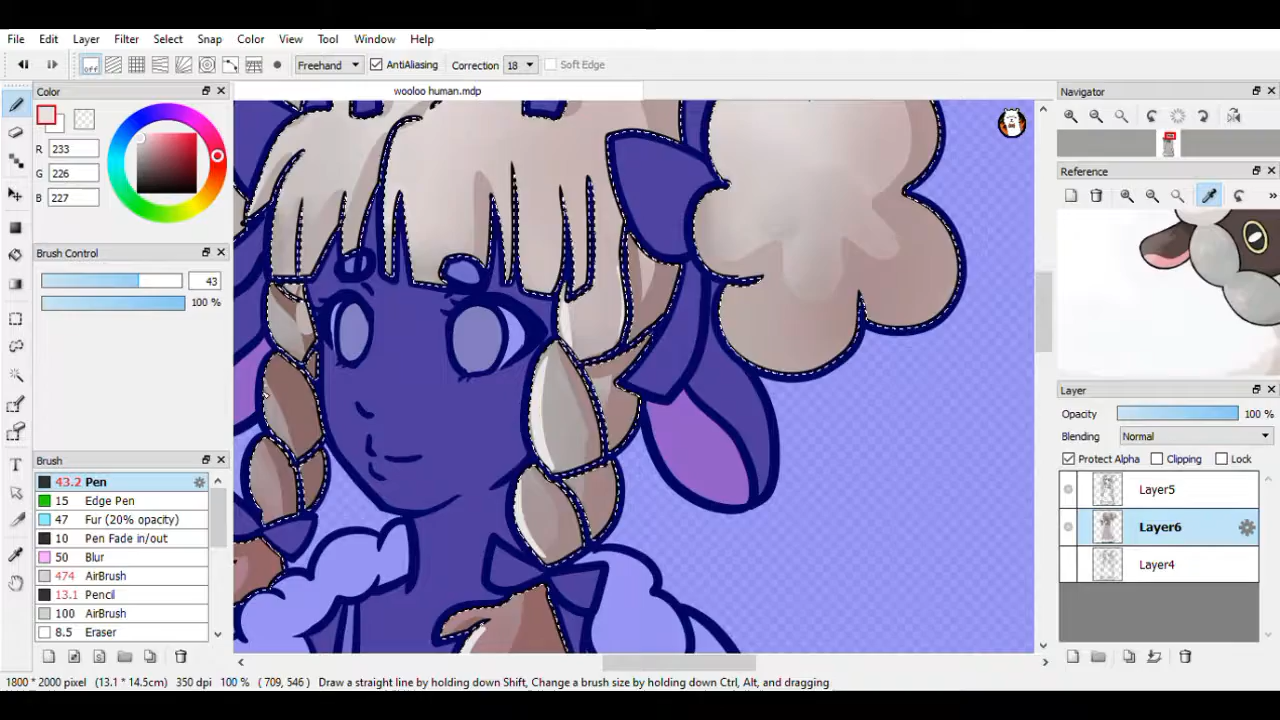 File Edit Layer Filter Select Snap Color View Tool Window Help
off Freehand AntiAliasing Correction 18 Soft Edge
Color
wooloo human.mdp
Navigator
R 233
G 226
B 227
Reference
Brush Control
43
100 %
Layer
Opacity 100 %
Blending Normal
Protect Alpha Clipping Lock
Brush
43.2 Pen
15 Edge Pen
47 Fur (20% opacity)
10 Pen Fade in/out
50 Blur
474 AirBrush
13.1 Pencil
100 AirBrush
8.5 Eraser
Layer5
Layer6
Layer4
1800 * 2000 pixel (13.1 * 14.5cm) 350 dpi 100 % ( 709, 546 ) Draw a straight line by holding down Shift, Change a brush size by holding down Ctrl, Alt, and dragging